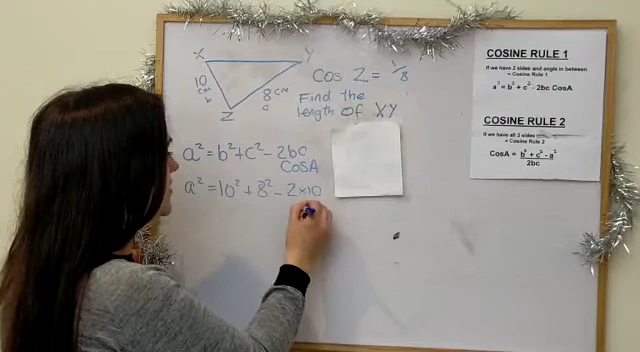 X Y
10 cm b
8 cm c
Z
Cos Z = 1/8
Find the
length of XY
a² = b² + c² - 2bc
CosA
a² = 10² + 8² - 2×10
COSINE RULE 1
If we have 2 sides and angle in between
= Cosine Rule 1
a² = b² + c² - 2bc CosA
COSINE RULE 2
If we have all 3 sides
= Cosine Rule 2
CosA = b² + c² - a²
2bc